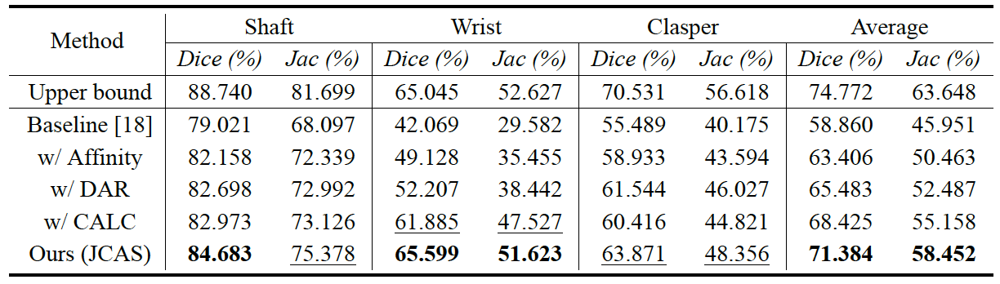 Method Shaft Wrist Clasper Average
Dice (%) Jac (%) Dice (%) Jac (%) Dice (%) Jac (%) Dice (%) Jac (%)
Upper bound 88.740 81.699 65.045 52.627 70.531 56.618 74.772 63.648
Baseline [18] 79.021 68.097 42.069 29.582 55.489 40.175 58.860 45.951
w/ Affinity 82.158 72.339 49.128 35.455 58.933 43.594 63.406 50.463
w/ DAR 82.698 72.992 52.207 38.442 61.544 46.027 65.483 52.487
w/ CALC 82.973 73.126 61.885 47.527 60.416 44.821 68.425 55.158
Ours (JCAS) 84.683 75.378 65.599 51.623 63.871 48.356 71.384 58.452